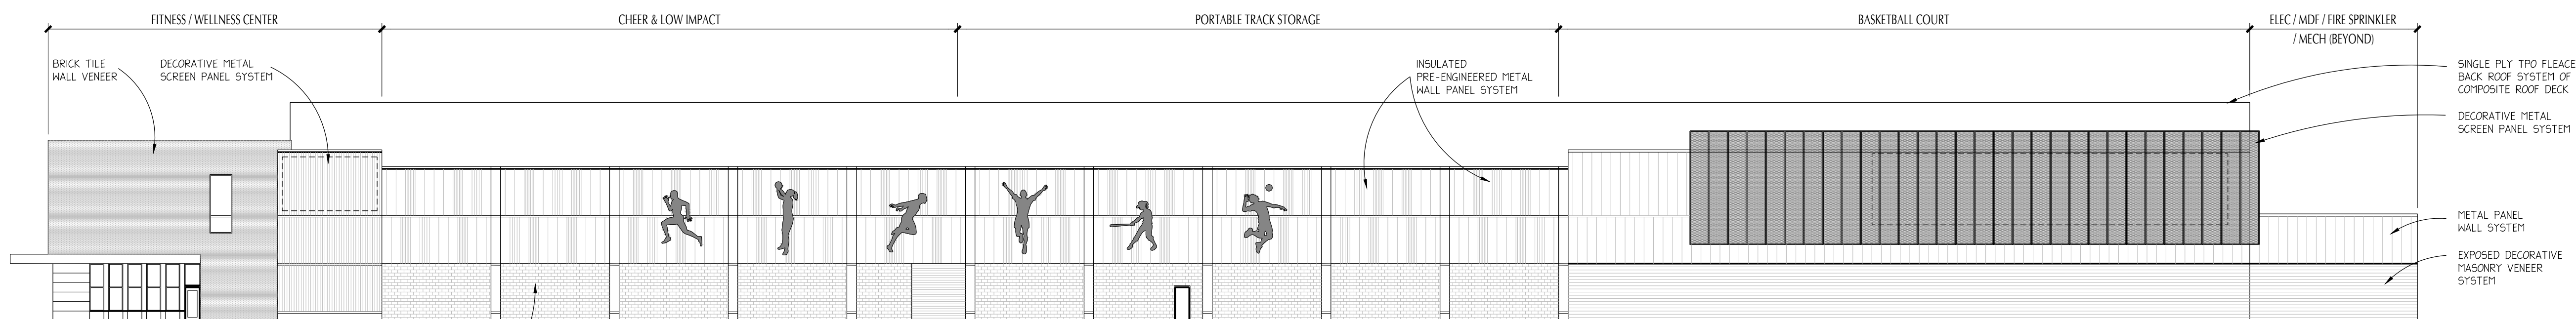 FITNESS / WELLNESS CENTER
CHEER & LOW IMPACT
PORTABLE TRACK STORAGE
BASKETBALL COURT
ELEC / MDF / FIRE SPRINKLER
/ MECH (BEYOND)
BRICK TILE
WALL VENEER
DECORATIVE METAL
SCREEN PANEL SYSTEM
INSULATED
PRE-ENGINEERED METAL
WALL PANEL SYSTEM
SINGLE PLY TPO FLEACE
BACK ROOF SYSTEM OF
COMPOSITE ROOF DECK
DECORATIVE METAL
SCREEN PANEL SYSTEM
METAL PANEL
WALL SYSTEM
EXPOSED DECORATIVE
MASONRY VENEER
SYSTEM